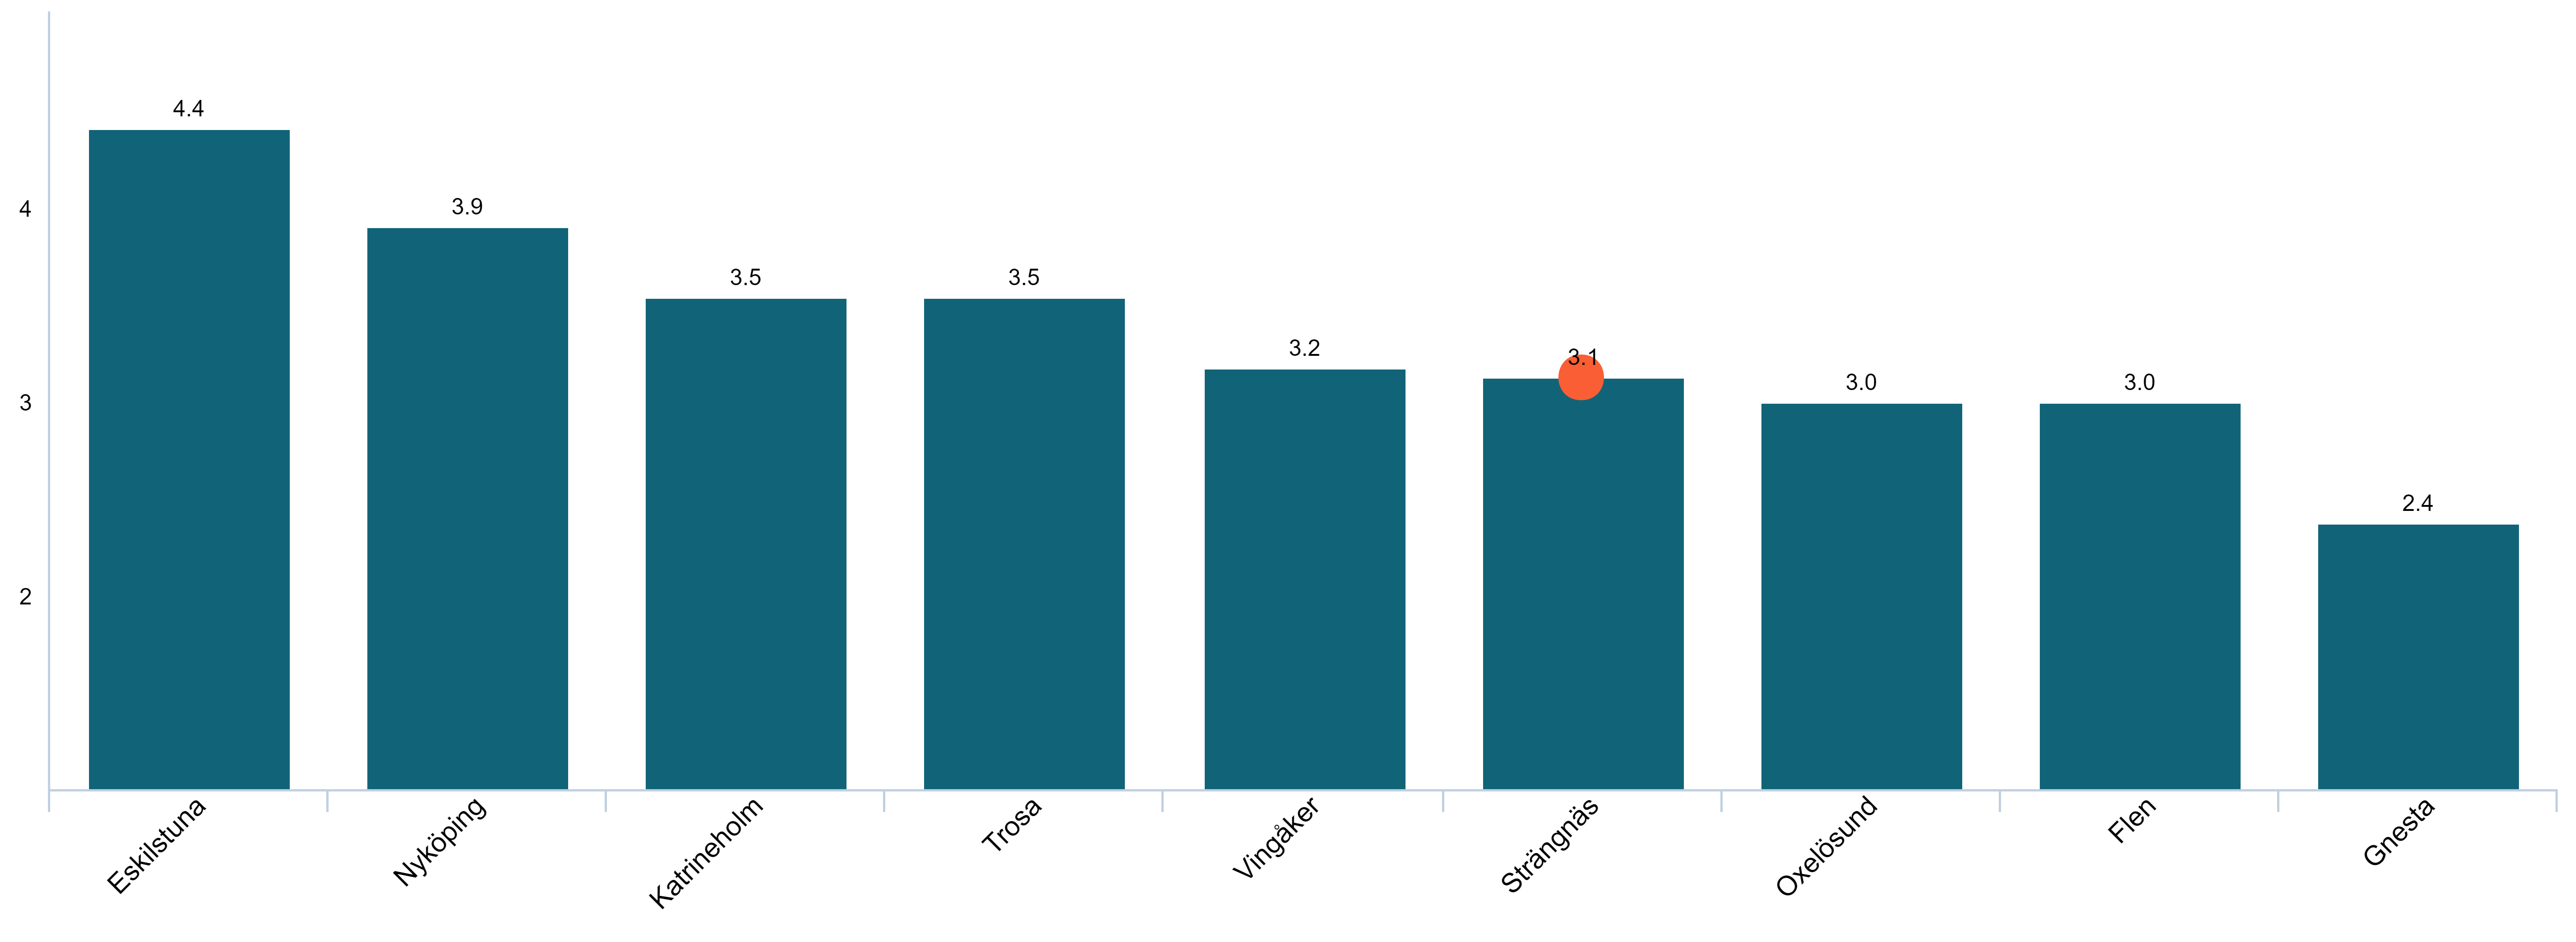 4.4
3.9
3.5
3.5
3.2
3.1
3.0
3.0
2.4
4
3
2
Eskilstuna
Nyköping
Katrineholm
Trosa
Vingåker
Strängnäs
Oxelösund
Flen
Gnesta